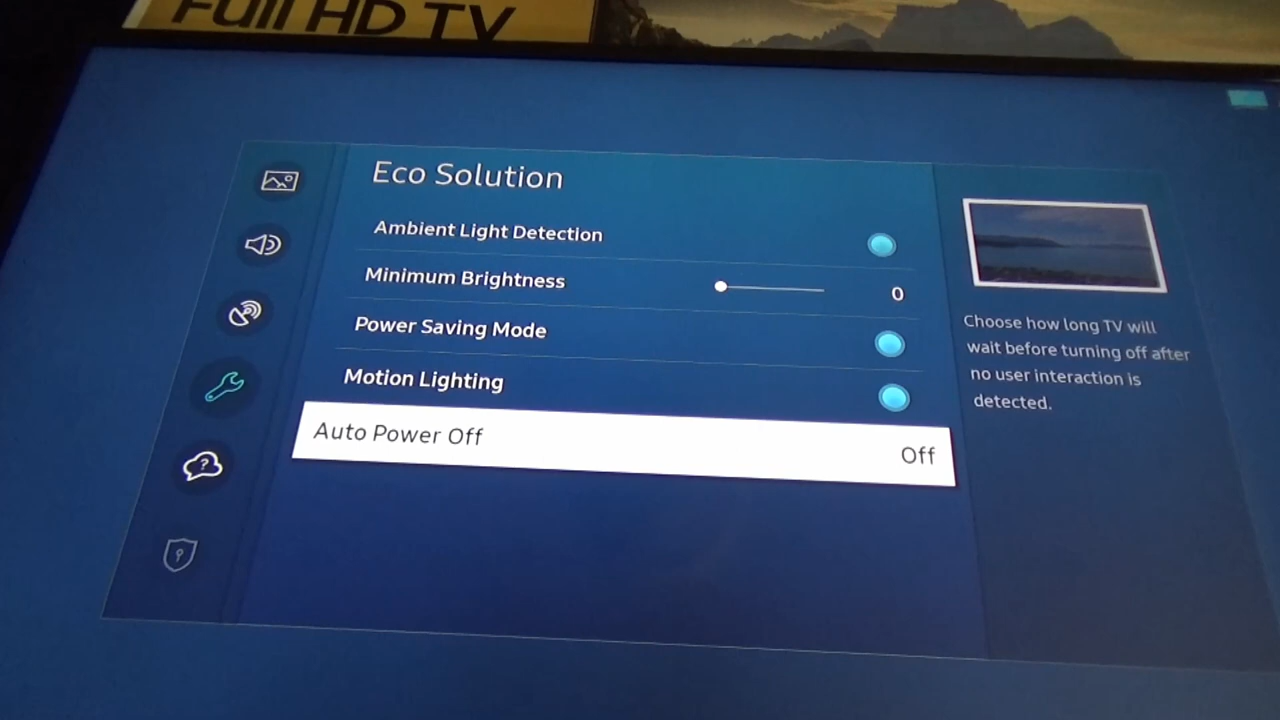 Full HD TV
Eco Solution
Ambient Light Detection
Minimum Brightness 0
Power Saving Mode
Motion Lighting
Auto Power Off Off
Choose how long TV will
wait before turning off after
no user interaction is
detected.